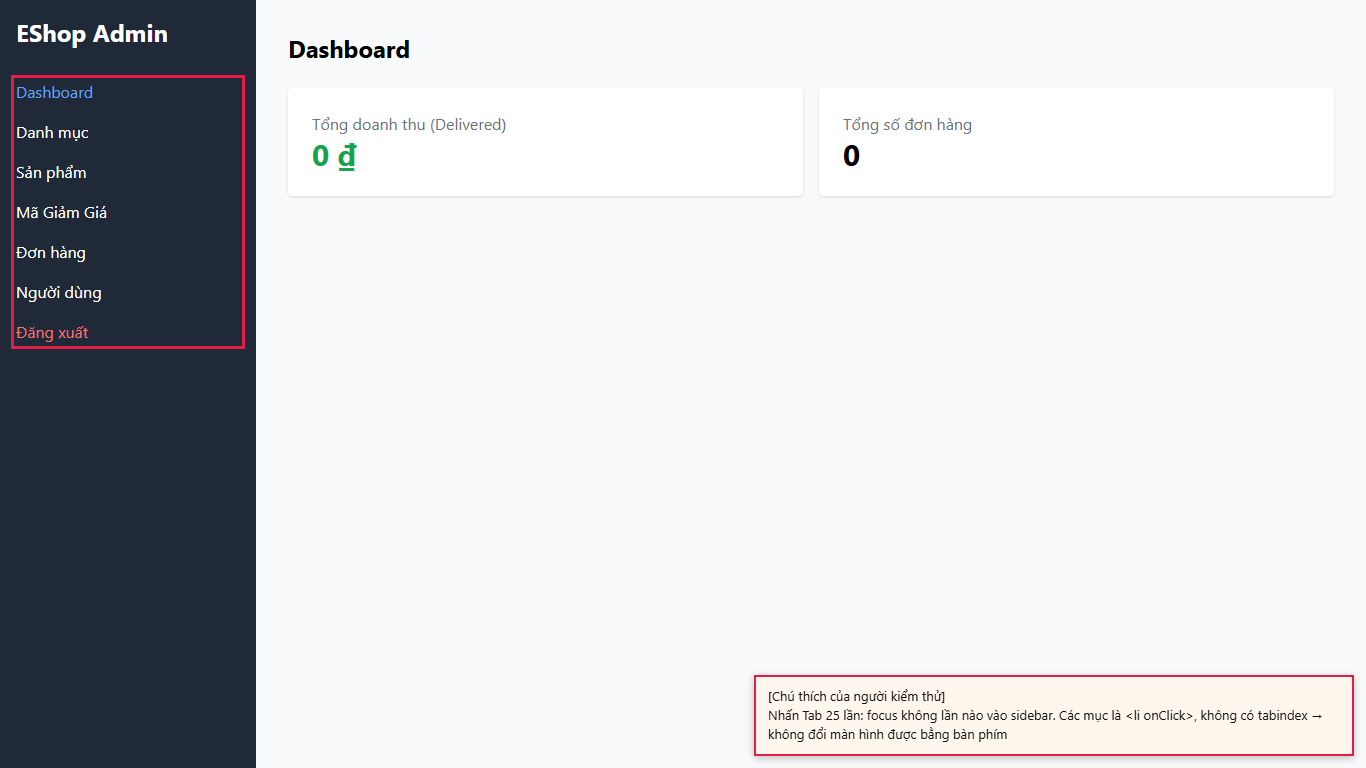 EShop Admin
Dashboard
Danh mục
Sản phẩm
Mã Giảm Giá
Đơn hàng
Người dùng
Đăng xuất
Dashboard
Tổng doanh thu (Delivered)
0 ₫
Tổng số đơn hàng
0
[Chú thích của người kiểm thử]
Nhấn Tab 25 lần: focus không lần nào vào sidebar. Các mục là <li onClick>, không có tabindex →
không đổi màn hình được bằng bàn phím